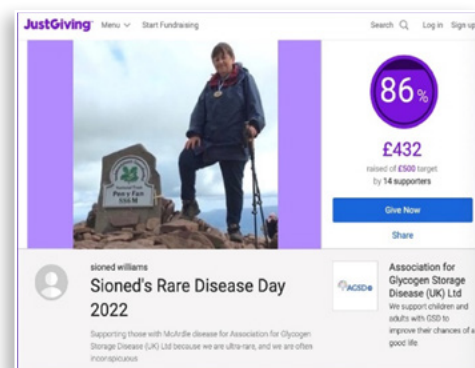 JustGiving
Menu Start Fundraising
Search Log in Sign up
National Trust
Pen y Fan
886 M
86%
£432
raised of £500 target
by 14 supporters
Give Now
Share
sioned williams
Sioned's Rare Disease Day
2022
Supporting those with McArdle disease for Association for Glycogen
Storage Disease (UK) Ltd because we are ultra-rare, and we are often
inconspicuous
AGSD
Association for
Glycogen Storage
Disease (UK) Ltd
We support children and
adults with GSD to
improve their chances of a
good life.